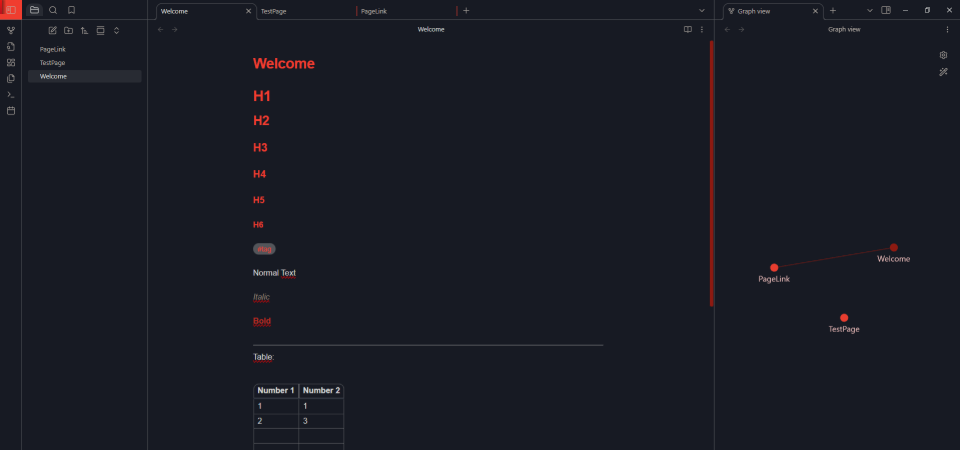 Welcome
TestPage
PageLink
Graph view
Welcome
Graph view
PageLink
TestPage
Welcome
Welcome
H1
H2
H3
H4
H5
H6
#tag
Normal Text
Italic
Bold
Table:
Number 1 Number 2
1 1
2 3
Welcome
PageLink
TestPage